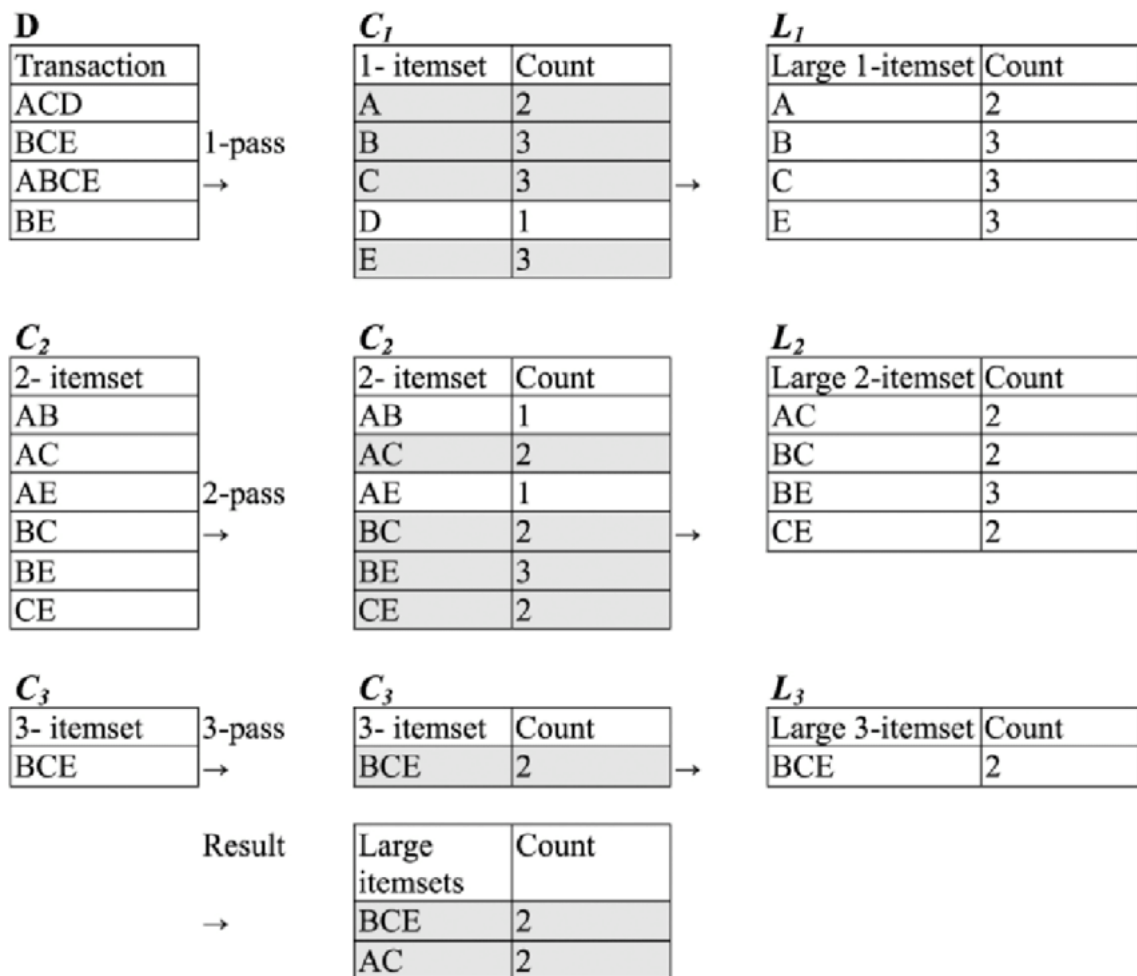 D C1 L1
Transaction 1- itemset Count Large 1-itemset Count
ACD A 2 A 2
BCE 1-pass B 3 B 3
ABCE → C 3 → C 3
BE D 1 E 3
E 3
C2 C2 L2
2- itemset 2- itemset Count Large 2-itemset Count
AB AB 1 AC 2
AC AC 2 BC 2
AE 2-pass AE 1 BE 3
BC → BC 2 → CE 2
BE BE 3
CE CE 2
C3 C3 L3
3- itemset 3-pass 3- itemset Count Large 3-itemset Count
BCE → BCE 2 → BCE 2
Result Large Count
itemsets
→ BCE 2
AC 2